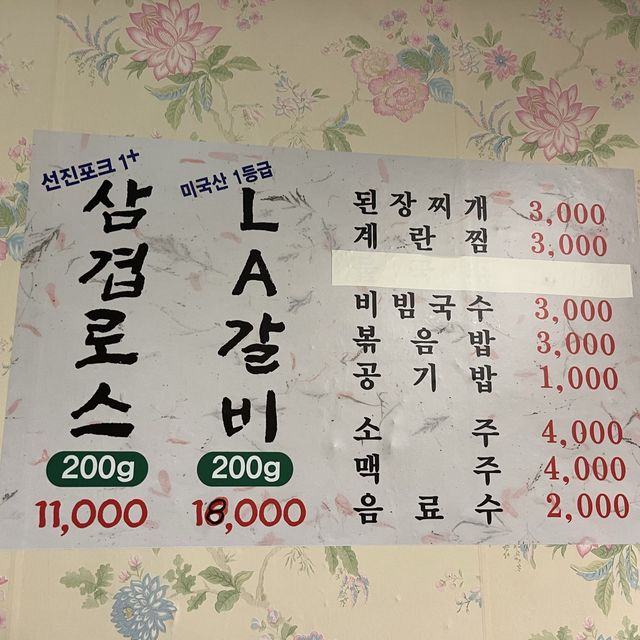 선진포크 1+
삼겹로스
200g
11,000
미국산 1등급
LA갈비
200g
18,000
된장찌개 3,000
계란찜 3,000
비빔국수 3,000
볶음밥 3,000
공기밥 1,000
소주 4,000
맥주 4,000
음료수 2,000